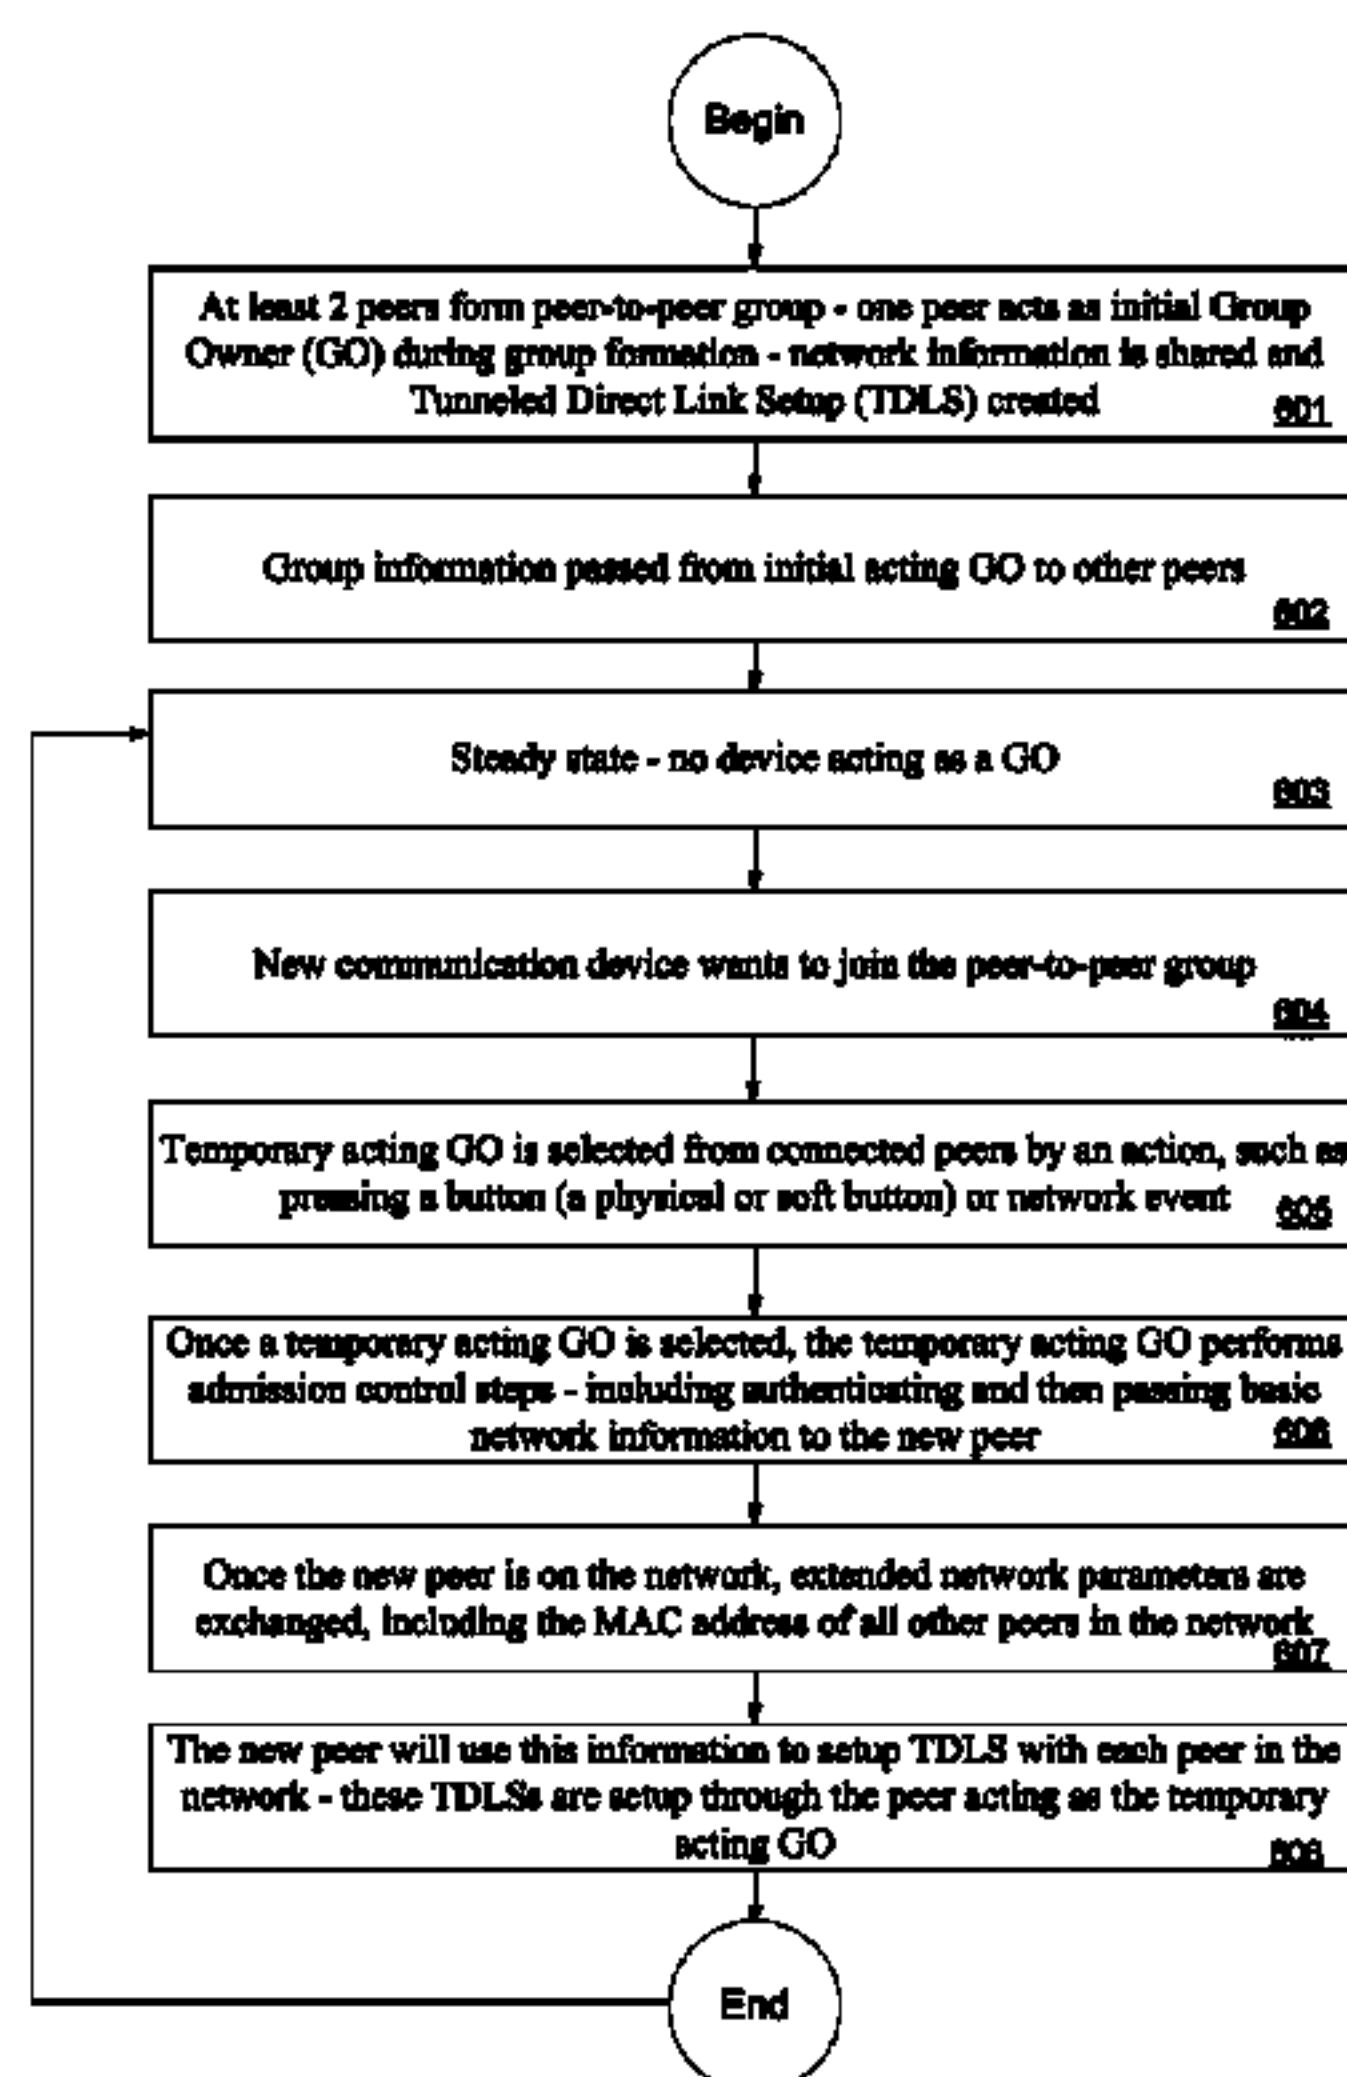 Begin
At least 2 peers form peer-to-peer group - one peer acts as initial Group
Owner (GO) during group formation - network information is shared and
Tunneled Direct Link Setup (TDLS) created
601
Group information passed from initial acting GO to other peers
602
Steady state - no device acting as a GO
603
New communication device wants to join the peer-to-peer group
604
Temporary acting GO is selected from connected peers by an action, such as
pressing a button (a physical or soft button) or network event
605
Once a temporary acting GO is selected, the temporary acting GO performs
admission control steps - including authenticating and then passing basic
network information to the new peer
606
Once the new peer is on the network, extended network parameters are
exchanged, including the MAC address of all other peers in the network
607
The new peer will use this information to setup TDLS with each peer in the
network - these TDLSs are setup through the peer acting as the temporary
acting GO
608
End